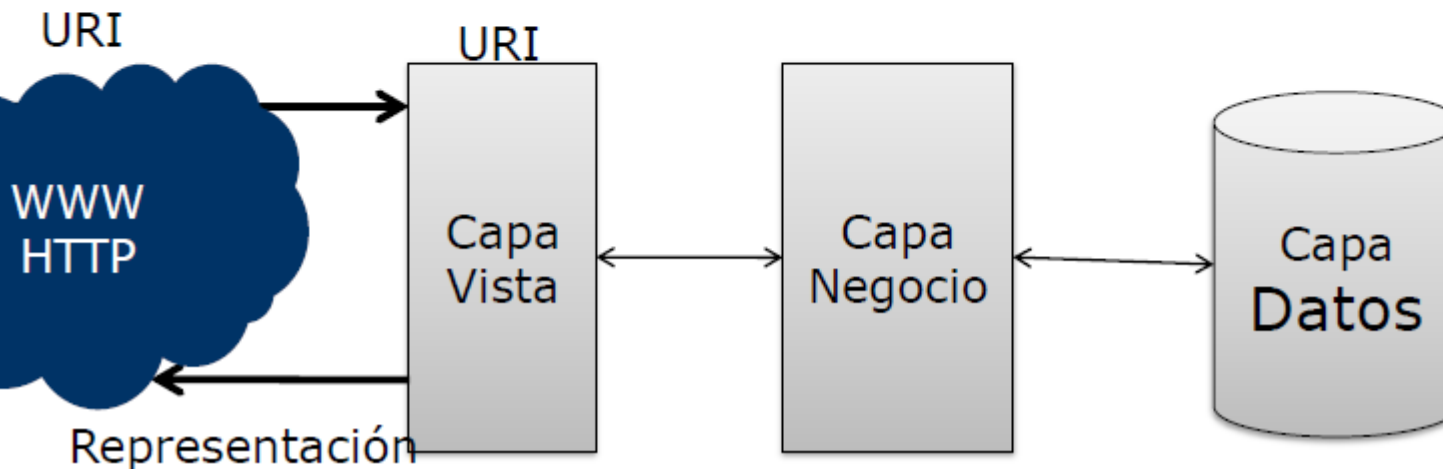 URI
URI
WWW
HTTP
Capa
Vista
Capa
Negocio
Capa
Datos
Representación